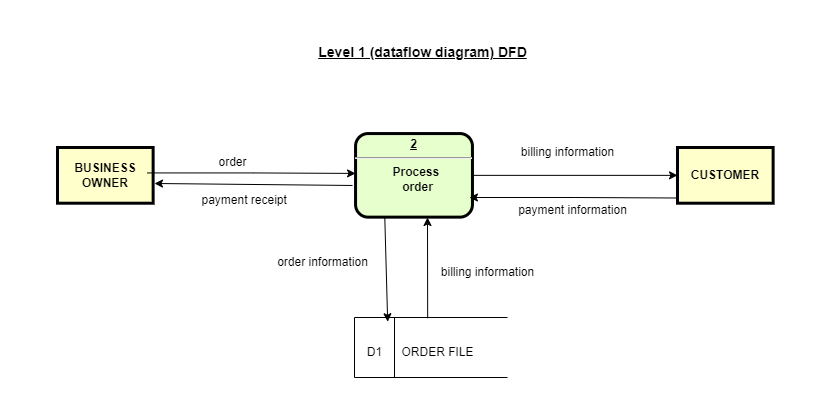 Level 1 (dataflow diagram) DFD
2
Process
order
BUSINESS
OWNER
order
payment receipt
billing information
payment information
CUSTOMER
order information
billing information
D1
ORDER FILE